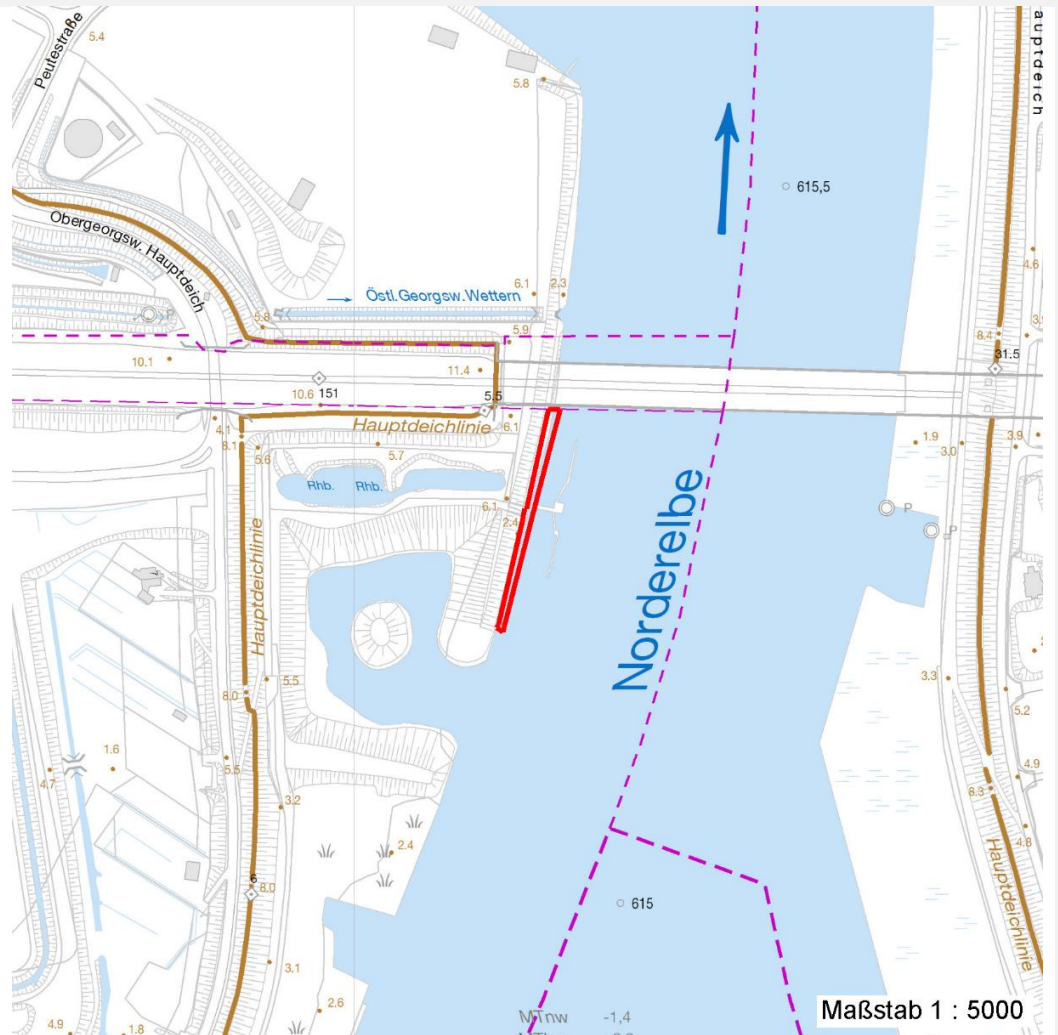 Peutestraße
5.4
5.8
auptdeich
615,5
Obergeorgsw. Hauptdeich
4.6
6.1
2.3
Östl.Georgsw.Wettern
P
5.8
5.9
8.4
10.1
11.4
31.5
151
10.6
5.5
4.1
Hauptdeichlinie
6.1
8.1
5.6
5.7
1.9
3.0
3.9
Rhb.
Rhb.
6.1
2.4
P
P
Norderelbe
Hauptdeichlinie
5.5
8.0
3.3
5.2
1.6
4.7
5.5
4.9
3.2
8.3
4.8
2.4
6
8.0
615
Hauptdeichlinie
3.1
2.6
4.9
1.8
MTnw -1,4
Maßstab 1 : 5000